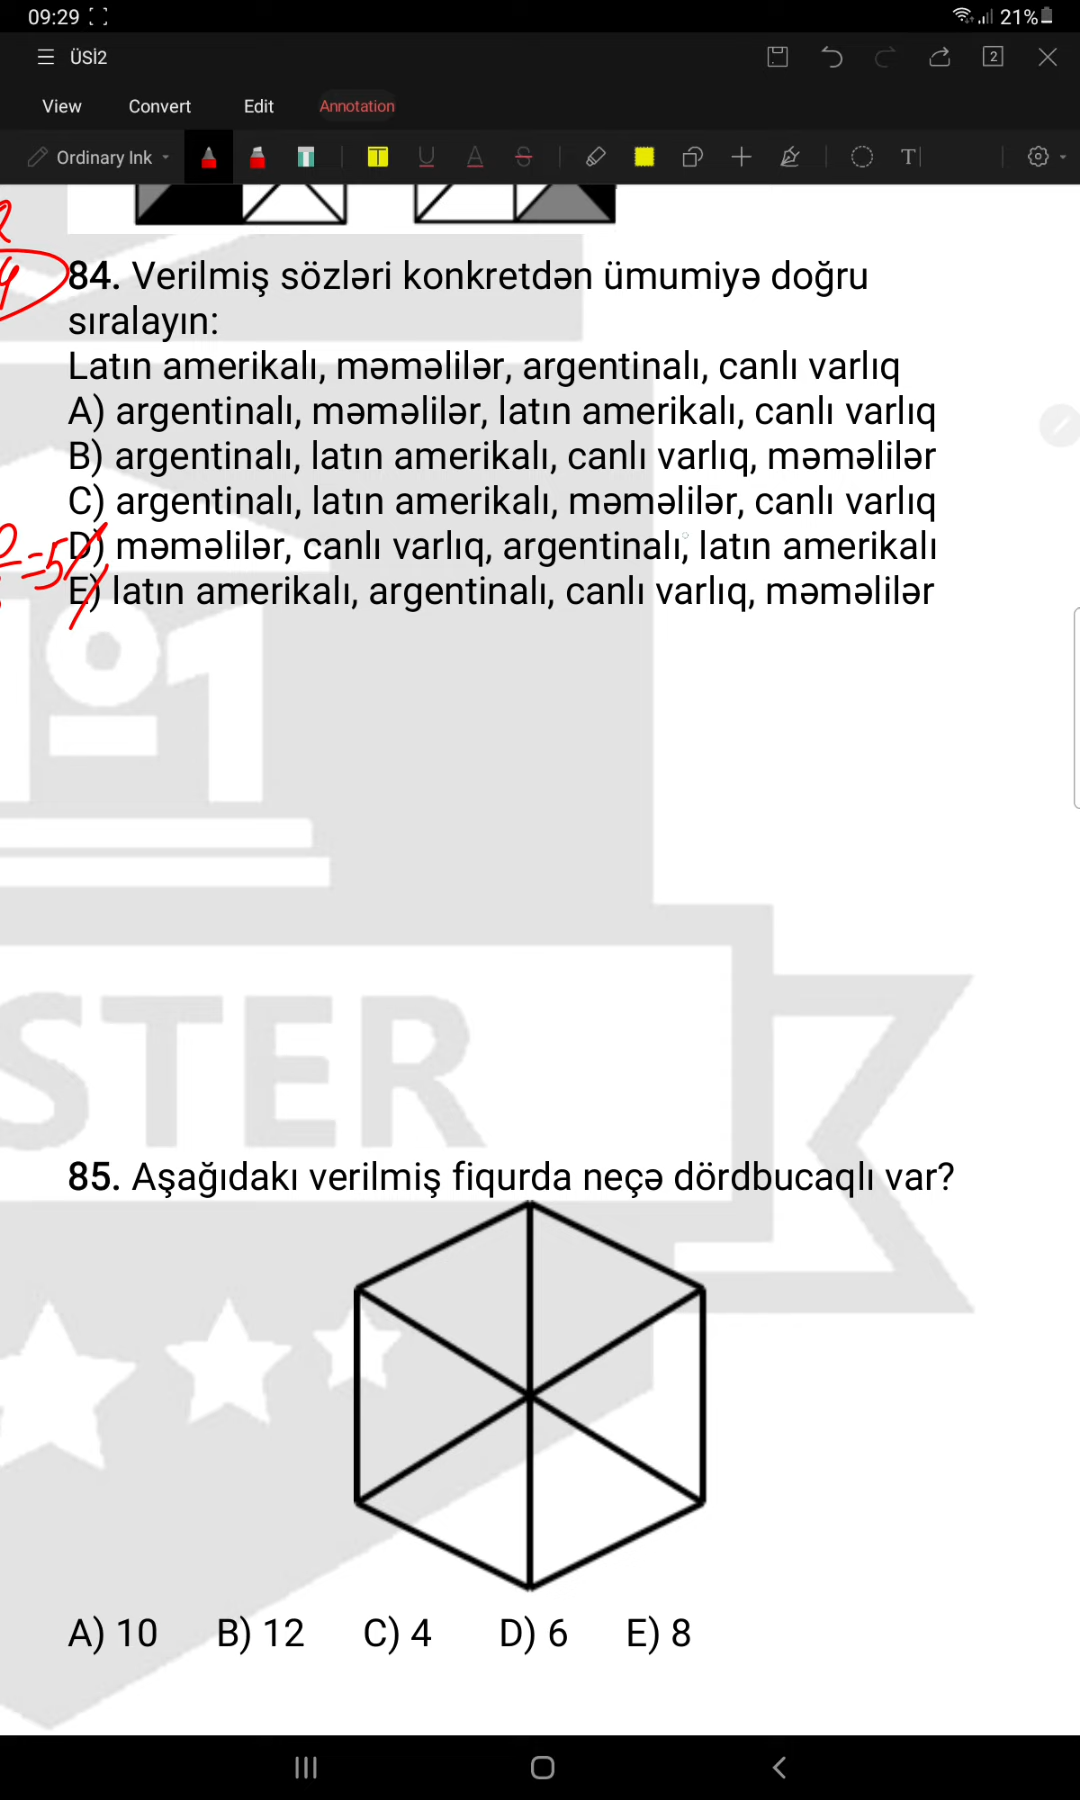 09:29
21%
ÜSİ2
2
View Convert Edit Annotation
Ordinary Ink
84. Verilmiş sözləri konkretdən ümumiyə doğru
sıralayın:
Latın amerikalı, məməlilər, argentinalı, canlı varlıq
A) argentinalı, məməlilər, latın amerikalı, canlı varlıq
B) argentinalı, latın amerikalı, canlı varlıq, məməlilər
C) argentinalı, latın amerikalı, məməlilər, canlı varlıq
D) məməlilər, canlı varlıq, argentinalı, latın amerikalı
=5
E) latın amerikalı, argentinalı, canlı varlıq, məməlilər
STER
85. Aşağıdakı verilmiş fiqurda neçə dördbucaqlı var?
A) 10 B) 12 C) 4 D) 6 E) 8